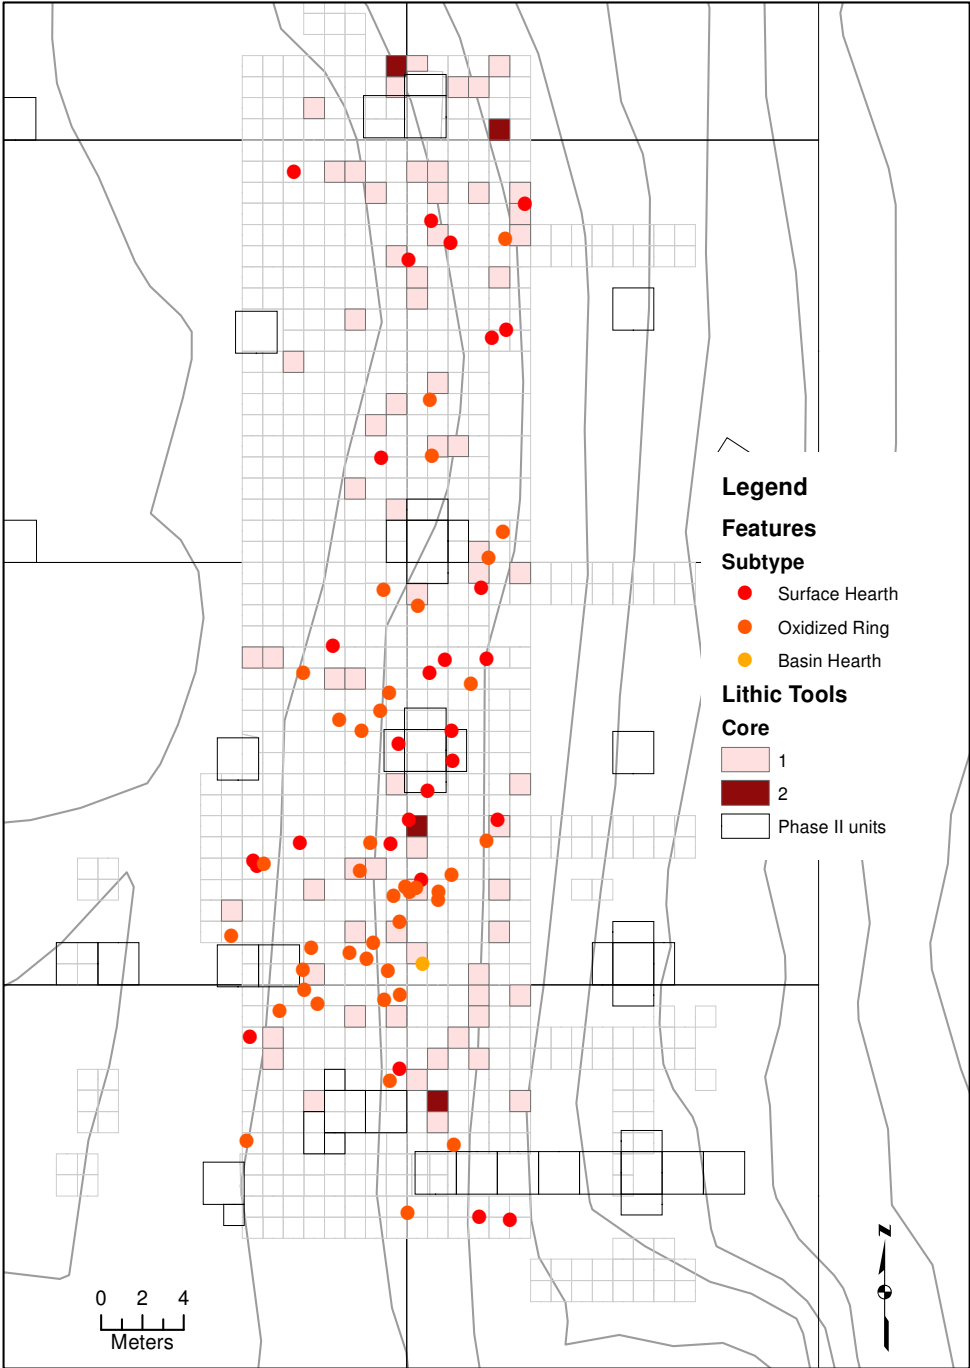 Legend
Features
Subtype
Surface Hearth
Oxidized Ring
Basin Hearth
Lithic Tools
Core
1
2
Phase II units
0 2 4
Meters
N